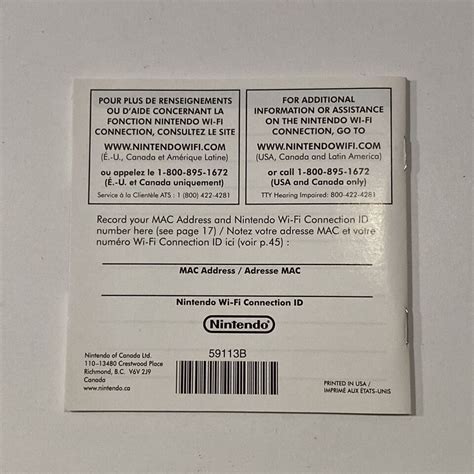 POUR PLUS DE RENSEIGNEMENTS
OU D'AIDE CONCERNANT LA
FONCTION NINTENDO WI-FI
CONNECTION, CONSULTEZ LE SITE
WWW.NINTENDOWIFI.COM
(É.-U., Canada et Amérique Latine)
ou appelez le 1-800-895-1672
(É.-U. et Canada uniquement)
Service à la Clientèle ATS : 1 (800) 422-4281
FOR ADDITIONAL
INFORMATION OR ASSISTANCE
ON THE NINTENDO WI-FI
CONNECTION, GO TO
WWW.NINTENDOWIFI.COM
(USA, Canada and Latin America)
or call 1-800-895-1672
(USA and Canada only)
TTY Hearing Impaired: 800-422-4281
Record your MAC Address and Nintendo Wi-Fi Connection ID
number here (see page 17) / Notez votre adresse MAC et votre
numéro Wi-Fi Connection ID ici (voir p.45) :
MAC Address / Adresse MAC
Nintendo Wi-Fi Connection ID
Nintendo
Nintendo of Canada Ltd.
110–13480 Crestwood Place
Richmond, B.C. V6V 2J9
Canada
www.nintendo.ca
59113B
PRINTED IN USA /
IMPRIMÉ AUX ÉTATS-UNIS